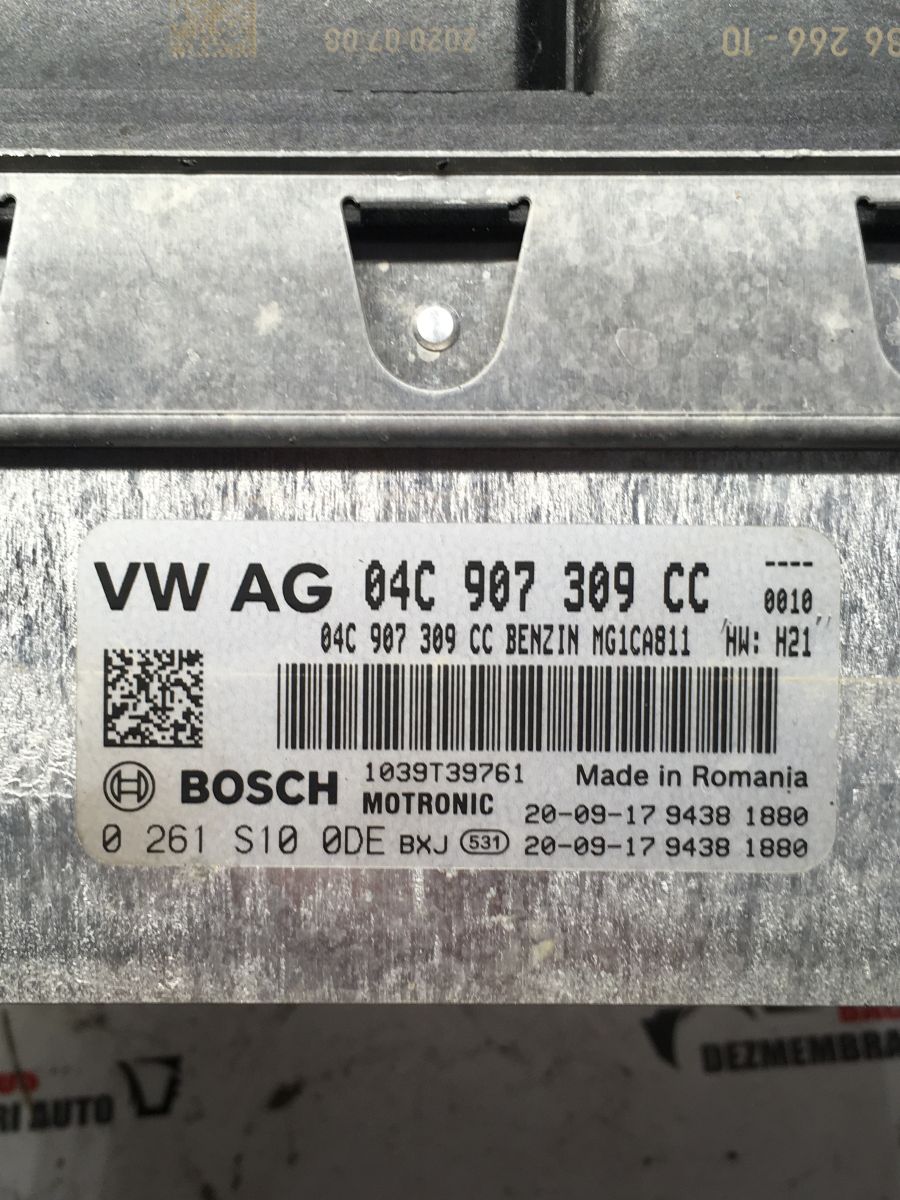 2020 07 08
36 266 - 10
VW AG 04C 907 309 CC ----
0010
04C 907 309 CC BENZIN MG1CA811 "HW: H21"
BOSCH 1039T39761 Made in Romania
MOTRONIC 20-09-17 9438 1880
0 261 S10 0DE BXJ 531 20-09-17 9438 1880
DEZMEMBRA
RI AUTO